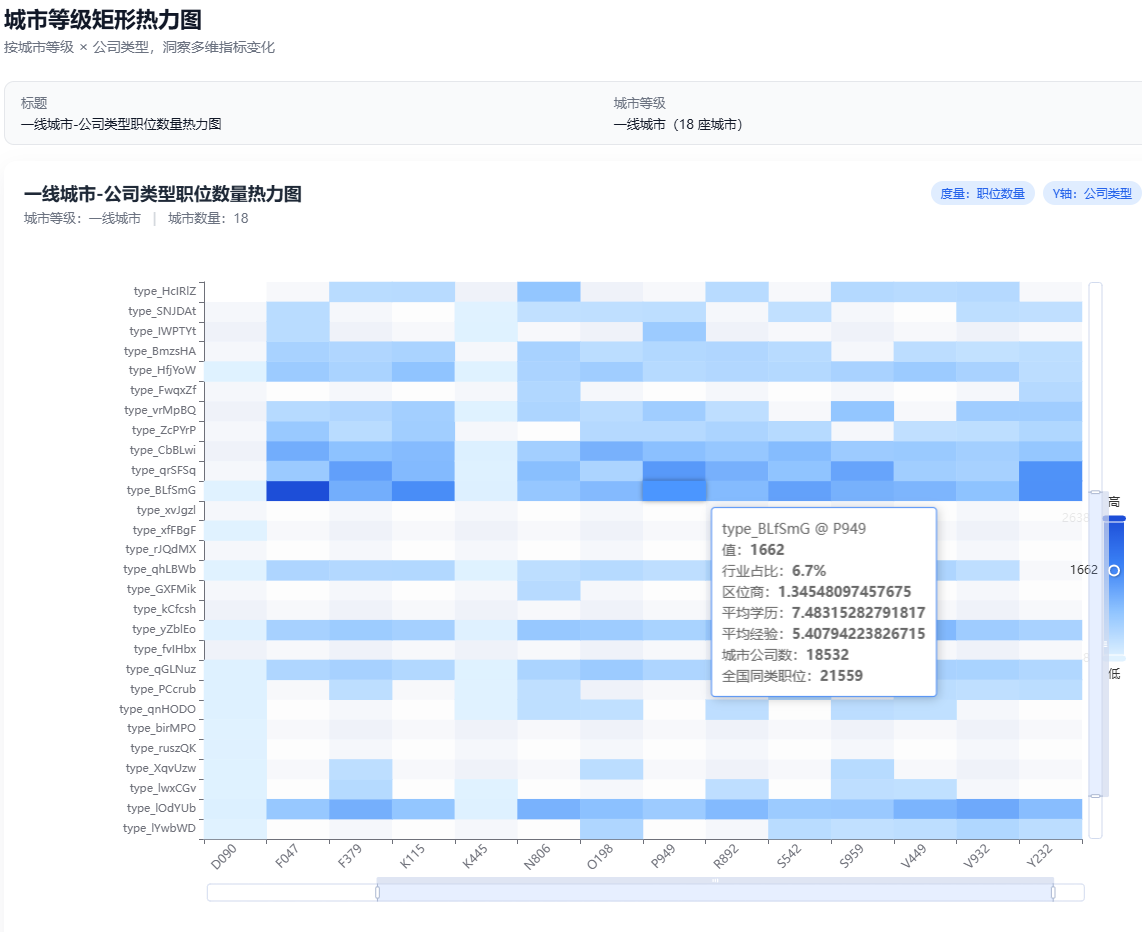 城市等级矩形热力图
按城市等级 × 公司类型，洞察多维指标变化
标题
城市等级
一线城市-公司类型职位数量热力图
一线城市（18 座城市）
一线城市-公司类型职位数量热力图
度量：职位数量
Y轴：公司类型
城市等级：一线城市 | 城市数量：18
type_HcIRlZ
type_SNJDAt
type_IWPTYt
type_BmzsHA
type_HfjYoW
type_FwqxZf
type_vrMpBQ
type_ZcPYrP
type_CbBLwi
type_qrSFSq
type_BLfSmG
type_xvJgzl
type_xfFBgF
type_rJQdMX
type_qhLBWb
type_GXFMik
type_kCfcsh
type_yZblEo
type_fvIHbx
type_qGLNuz
type_PCcrub
type_qnHODO
type_birMPO
type_ruszQK
type_XqvUzw
type_lwxCGv
type_lOdYUb
type_lYwbWD
type_BLfSmG @ P949
值：1662
行业占比：6.7%
区位商：1.34548097457675
平均学历：7.48315282791817
平均经验：5.40794223826715
城市公司数：18532
全国同类职位：21559
高
2638
1662
低
D090
F047
F379
K115
K445
N806
O198
P949
R892
S542
S959
V449
V932
Y232